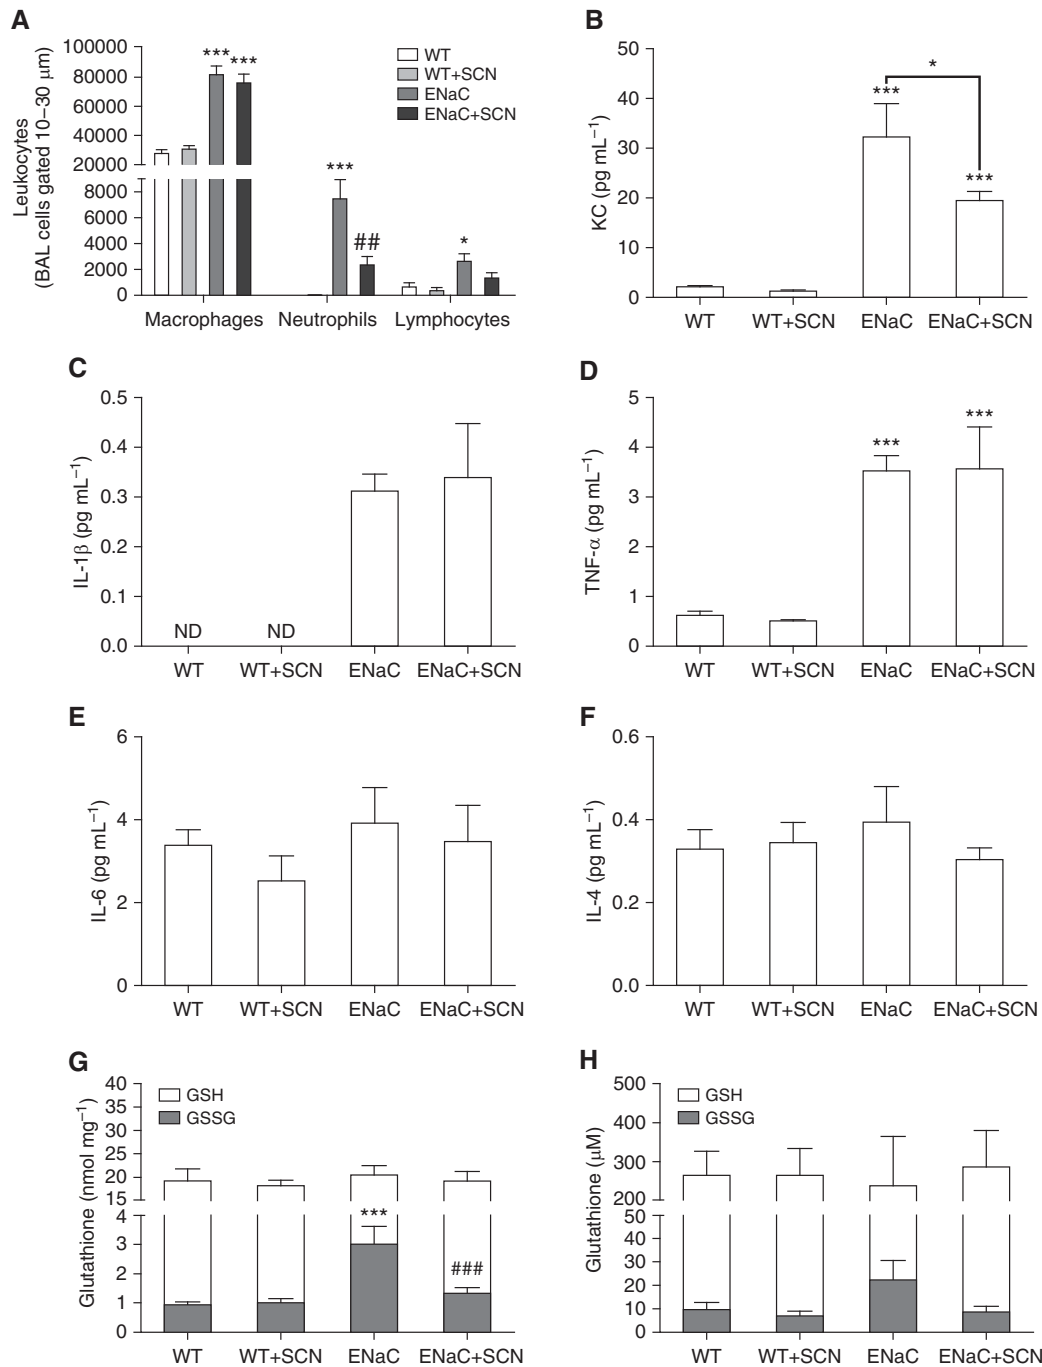 A
Leukocytes
(BAL cells gated 10–30 μm)
100000
80000
60000
40000
20000
8000
6000
4000
2000
0
***
***
***
##
*
WT
WT+SCN
ENaC
ENaC+SCN
Macrophages Neutrophils Lymphocytes
B
KC (pg mL−1)
50
40
30
20
10
0
*
***
***
WT WT+SCN ENaC ENaC+SCN
C
IL-1β (pg mL−1)
0.5
0.4
0.3
0.2
0.1
0.0
ND ND
WT WT+SCN ENaC ENaC+SCN
D
TNF-α (pg mL−1)
5
4
3
2
1
0
***
***
WT WT+SCN ENaC ENaC+SCN
E
IL-6 (pg mL−1)
6
4
2
0
WT WT+SCN ENaC ENaC+SCN
F
IL-4 (pg mL−1)
0.6
0.4
0.2
0.0
WT WT+SCN ENaC ENaC+SCN
G
Glutathione (nmol mg−1)
40
35
30
25
20
15
4
3
2
1
0
GSH
GSSG
***
###
WT WT+SCN ENaC ENaC+SCN
H
Glutathione (μM)
500
400
300
200
50
40
30
20
10
0
GSH
GSSG
WT WT+SCN ENaC ENaC+SCN